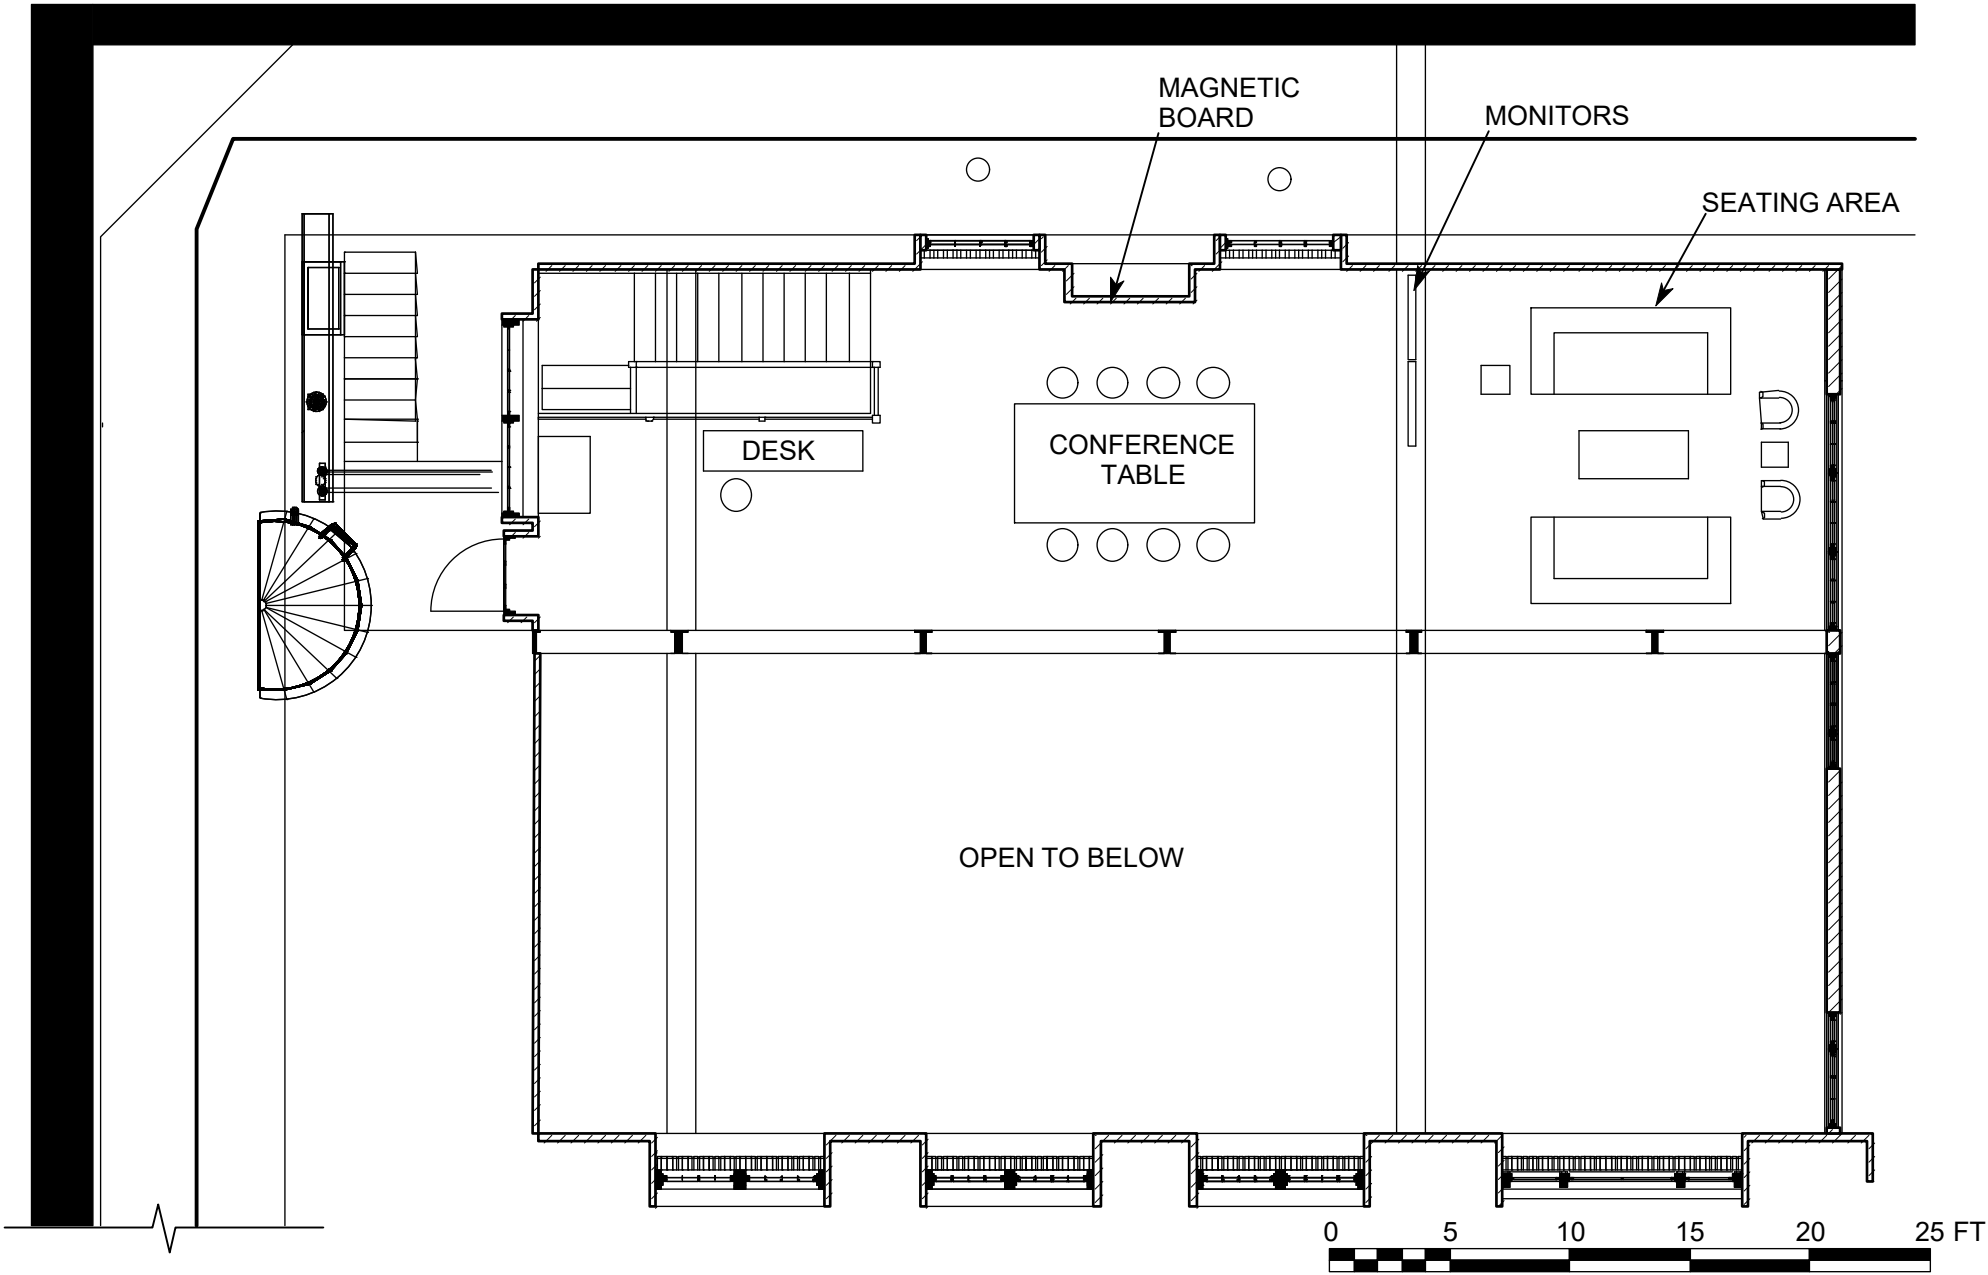 MAGNETIC
BOARD
MONITORS
SEATING AREA
DESK
CONFERENCE
TABLE
OPEN TO BELOW
0 5 10 15 20 25 FT